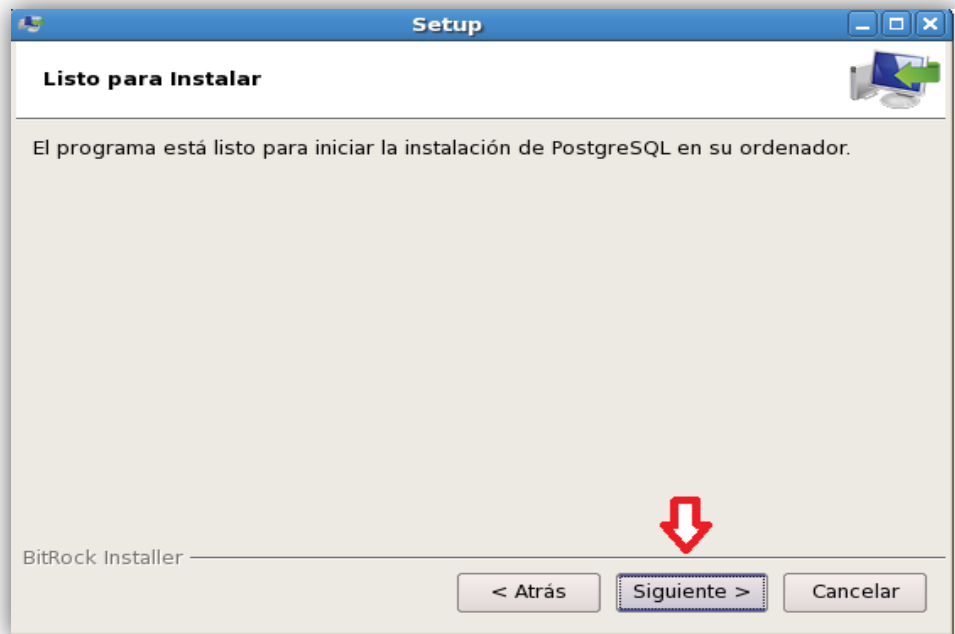 Setup
Listo para Instalar
El programa está listo para iniciar la instalación de PostgreSQL en su ordenador.
BitRock Installer
< Atrás
Siguiente >
Cancelar